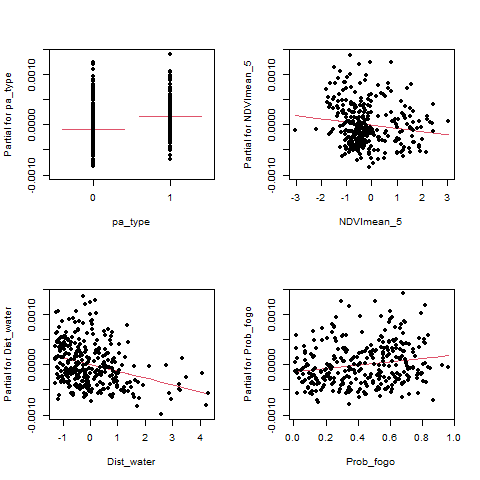 Partial for pa_type
0.0010
0.0000
-0.0010
0 1
pa_type
Partial for NDVImean_5
0.0010
0.0000
-0.0010
-3 -2 -1 0 1 2 3
NDVImean_5
Partial for Dist_water
0.0010
0.0000
-0.0010
-1 0 1 2 3 4
Dist_water
Partial for Prob_fogo
0.0010
0.0000
-0.0010
0.0 0.2 0.4 0.6 0.8 1.0
Prob_fogo